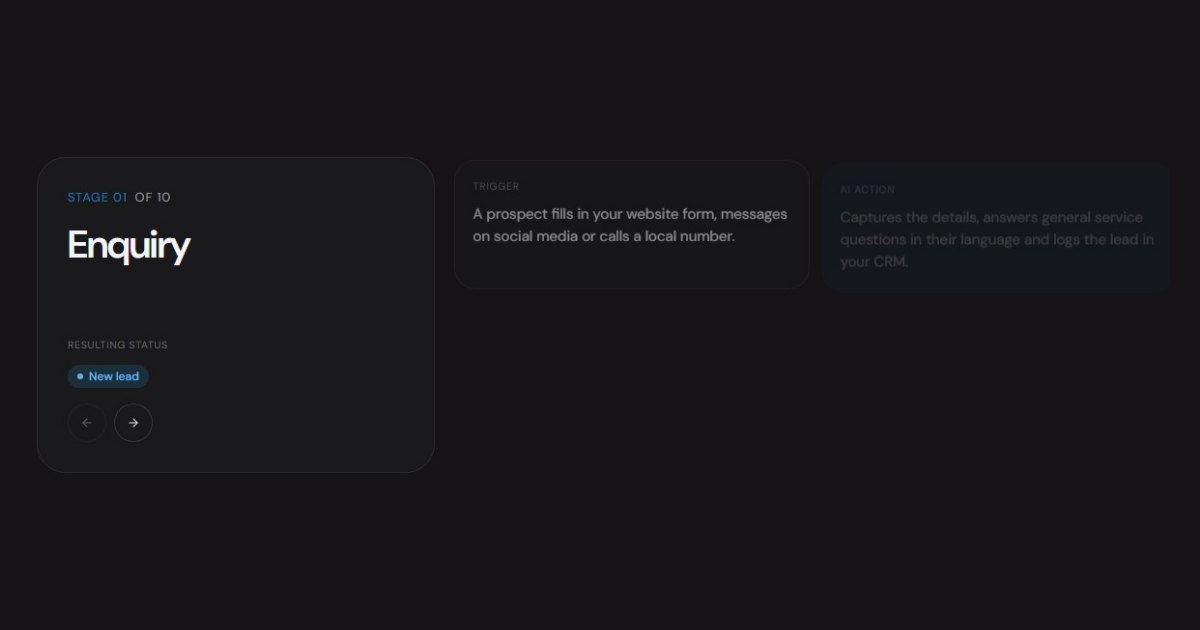 STAGE 01 OF 10
Enquiry
RESULTING STATUS
New lead
TRIGGER
A prospect fills in your website form, messages
on social media or calls a local number.
AI ACTION
Captures the details, answers general service
questions in their language and logs the lead in
your CRM.